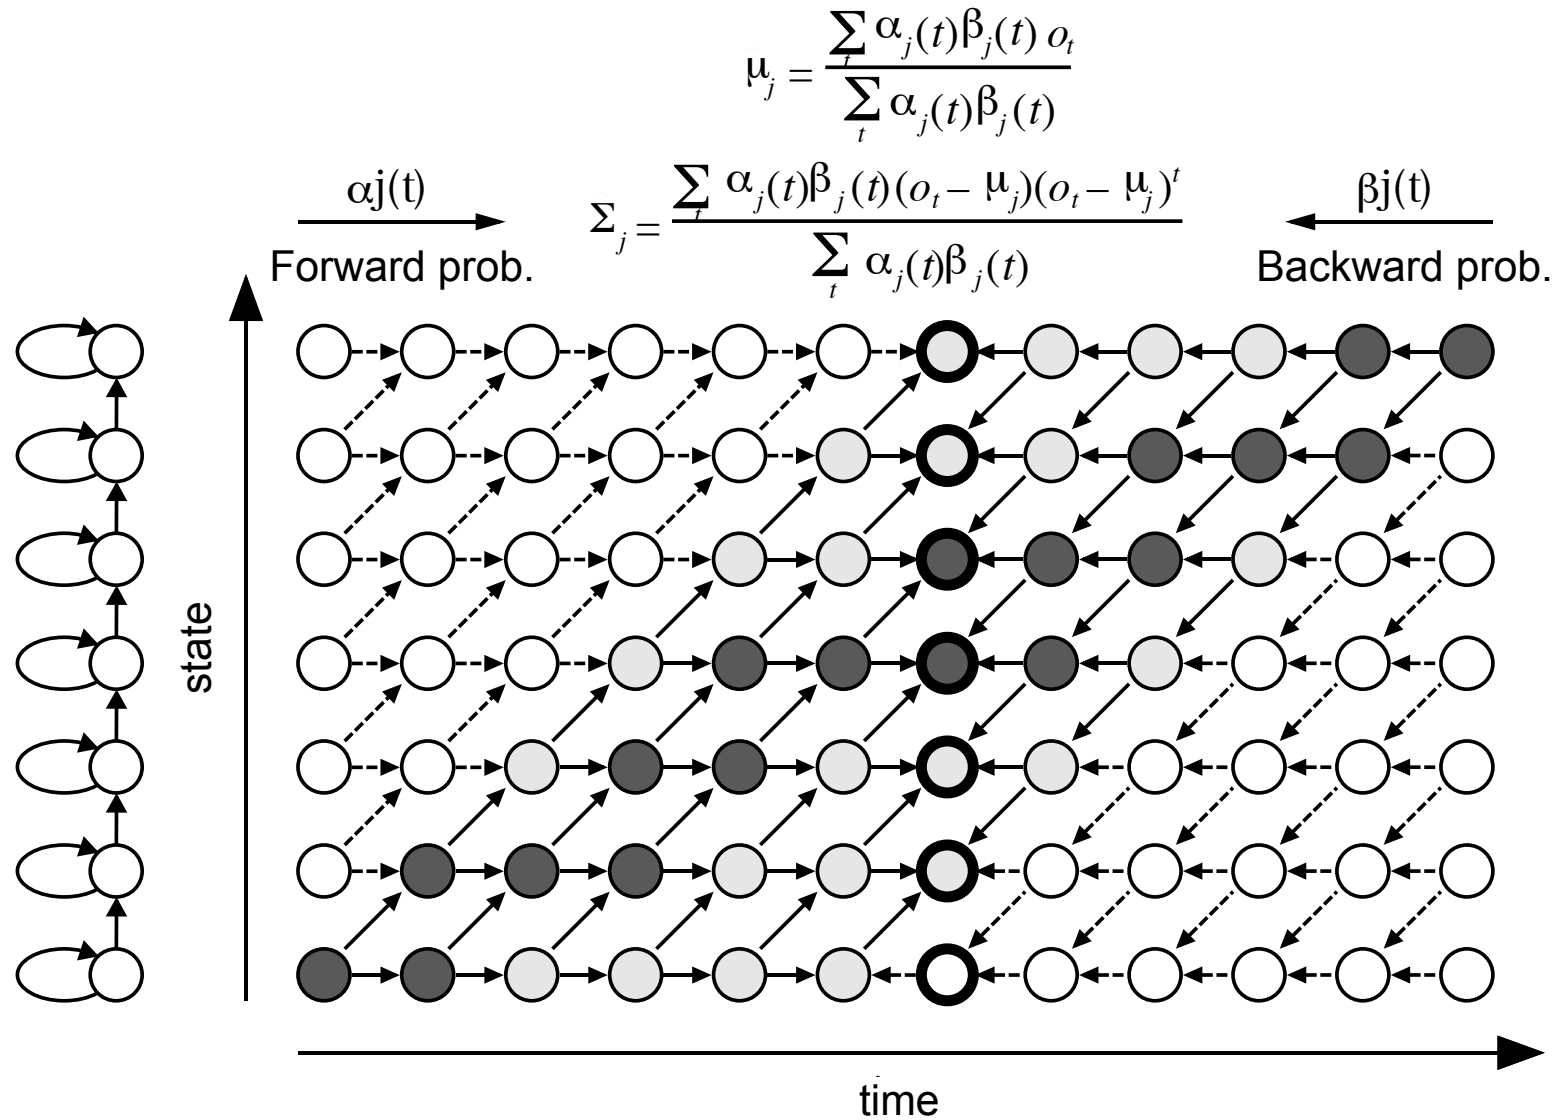 μ_j = Σ_t α_j(t)β_j(t) o_t / Σ_t α_j(t)β_j(t)
αj(t)
Forward prob.
Σ_j = Σ_t α_j(t)β_j(t)(o_t − μ_j)(o_t − μ_j)^t / Σ_t α_j(t)β_j(t)
βj(t)
Backward prob.
state
time